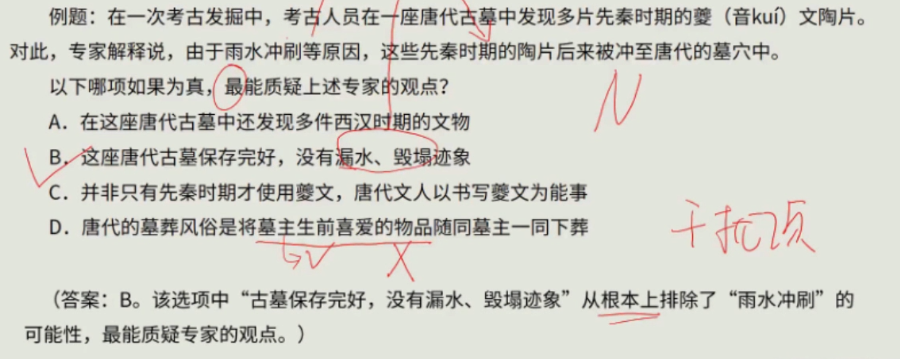 例题：在一次考古发掘中，考古人员在一座唐代古墓中发现多片先秦时期的夔（音kuí）文陶片。
对此，专家解释说，由于雨水冲刷等原因，这些先秦时期的陶片后来被冲至唐代的墓穴中。
以下哪项如果为真，最能质疑上述专家的观点？
A．在这座唐代古墓中还发现多件西汉时期的文物
B．这座唐代古墓保存完好，没有漏水、毁塌迹象
C．并非只有先秦时期才使用夔文，唐代文人以书写夔文为能事
D．唐代的墓葬风俗是将墓主生前喜爱的物品随同墓主一同下葬
N
干扰项
（答案：B。该选项中“古墓保存完好，没有漏水、毁塌迹象”从根本上排除了“雨水冲刷”的
可能性，最能质疑专家的观点。）